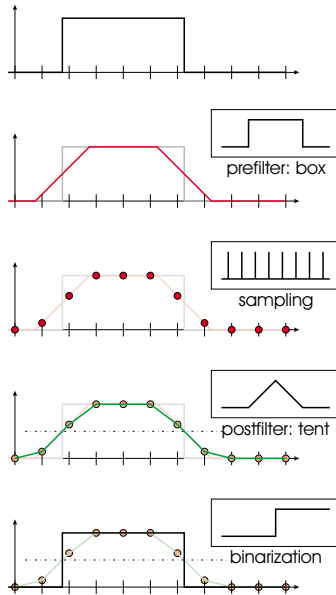 prefilter: box
sampling
postfilter: tent
binarization